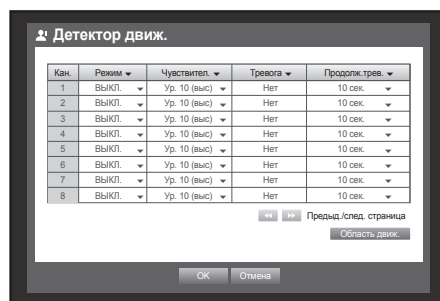 Детектор движ.
Кан. Режим Чувствител. Тревога Продолж.трев.
1 ВЫКЛ. Ур. 10 (выс) Нет 10 сек.
2 ВЫКЛ. Ур. 10 (выс) Нет 10 сек.
3 ВЫКЛ. Ур. 10 (выс) Нет 10 сек.
4 ВЫКЛ. Ур. 10 (выс) Нет 10 сек.
5 ВЫКЛ. Ур. 10 (выс) Нет 10 сек.
6 ВЫКЛ. Ур. 10 (выс) Нет 10 сек.
7 ВЫКЛ. Ур. 10 (выс) Нет 10 сек.
8 ВЫКЛ. Ур. 10 (выс) Нет 10 сек.
Предыд./след. страница
Область движ.
OK Отмена